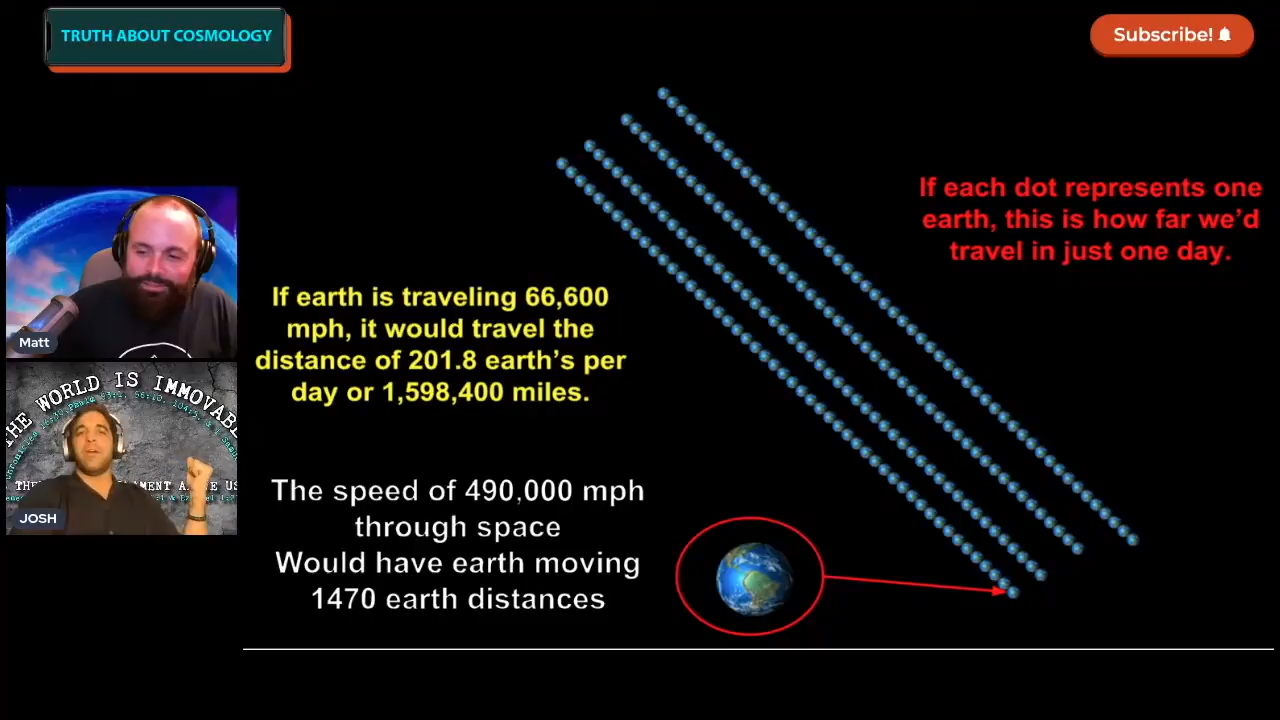 TRUTH ABOUT COSMOLOGY
Subscribe!
If each dot represents one
earth, this is how far we'd
travel in just one day.
If earth is traveling 66,600
mph, it would travel the
distance of 201.8 earth's per
day or 1,598,400 miles.
The speed of 490,000 mph
through space
Would have earth moving
1470 earth distances
Matt
THE WORLD IS IMMOVABL
JOSH